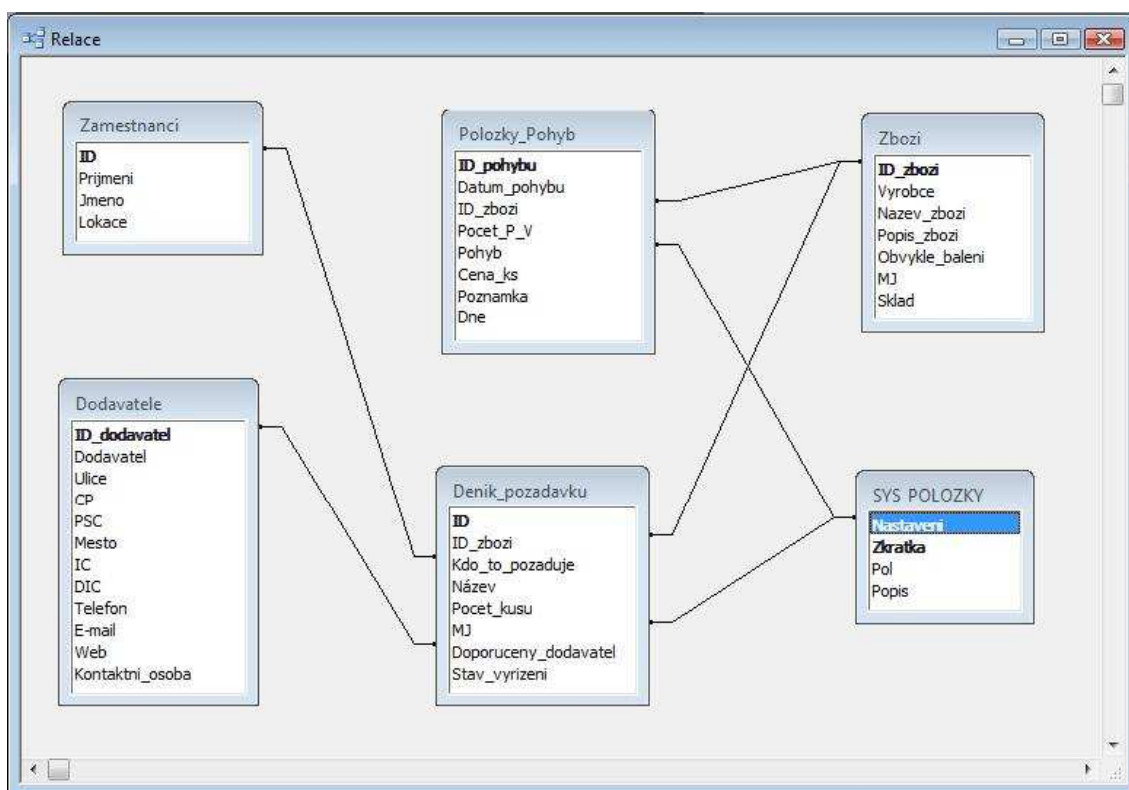 Relace
Zamestnanci
ID
Prijmeni
Jmeno
Lokace
Polozky_Pohyb
ID_pohybu
Datum_pohybu
ID_zbozi
Pocet_P_V
Pohyb
Cena_ks
Poznamka
Dne
Zbozi
ID_zbozi
Vyrobce
Nazev_zbozi
Popis_zbozi
Obvykle_baleni
MJ
Sklad
Dodavatele
ID_dodavatel
Dodavatel
Ulice
CP
PSC
Mesto
IC
DIC
Telefon
E-mail
Web
Kontaktni_osoba
Denik_pozadavku
ID
ID_zbozi
Kdo_to_pozaduje
Název
Pocet_kusu
MJ
Doporuceny_dodavatel
Stav_vyrizeni
SYS_POLOZKY
Nastaveni
Zkratka
Pol
Popis